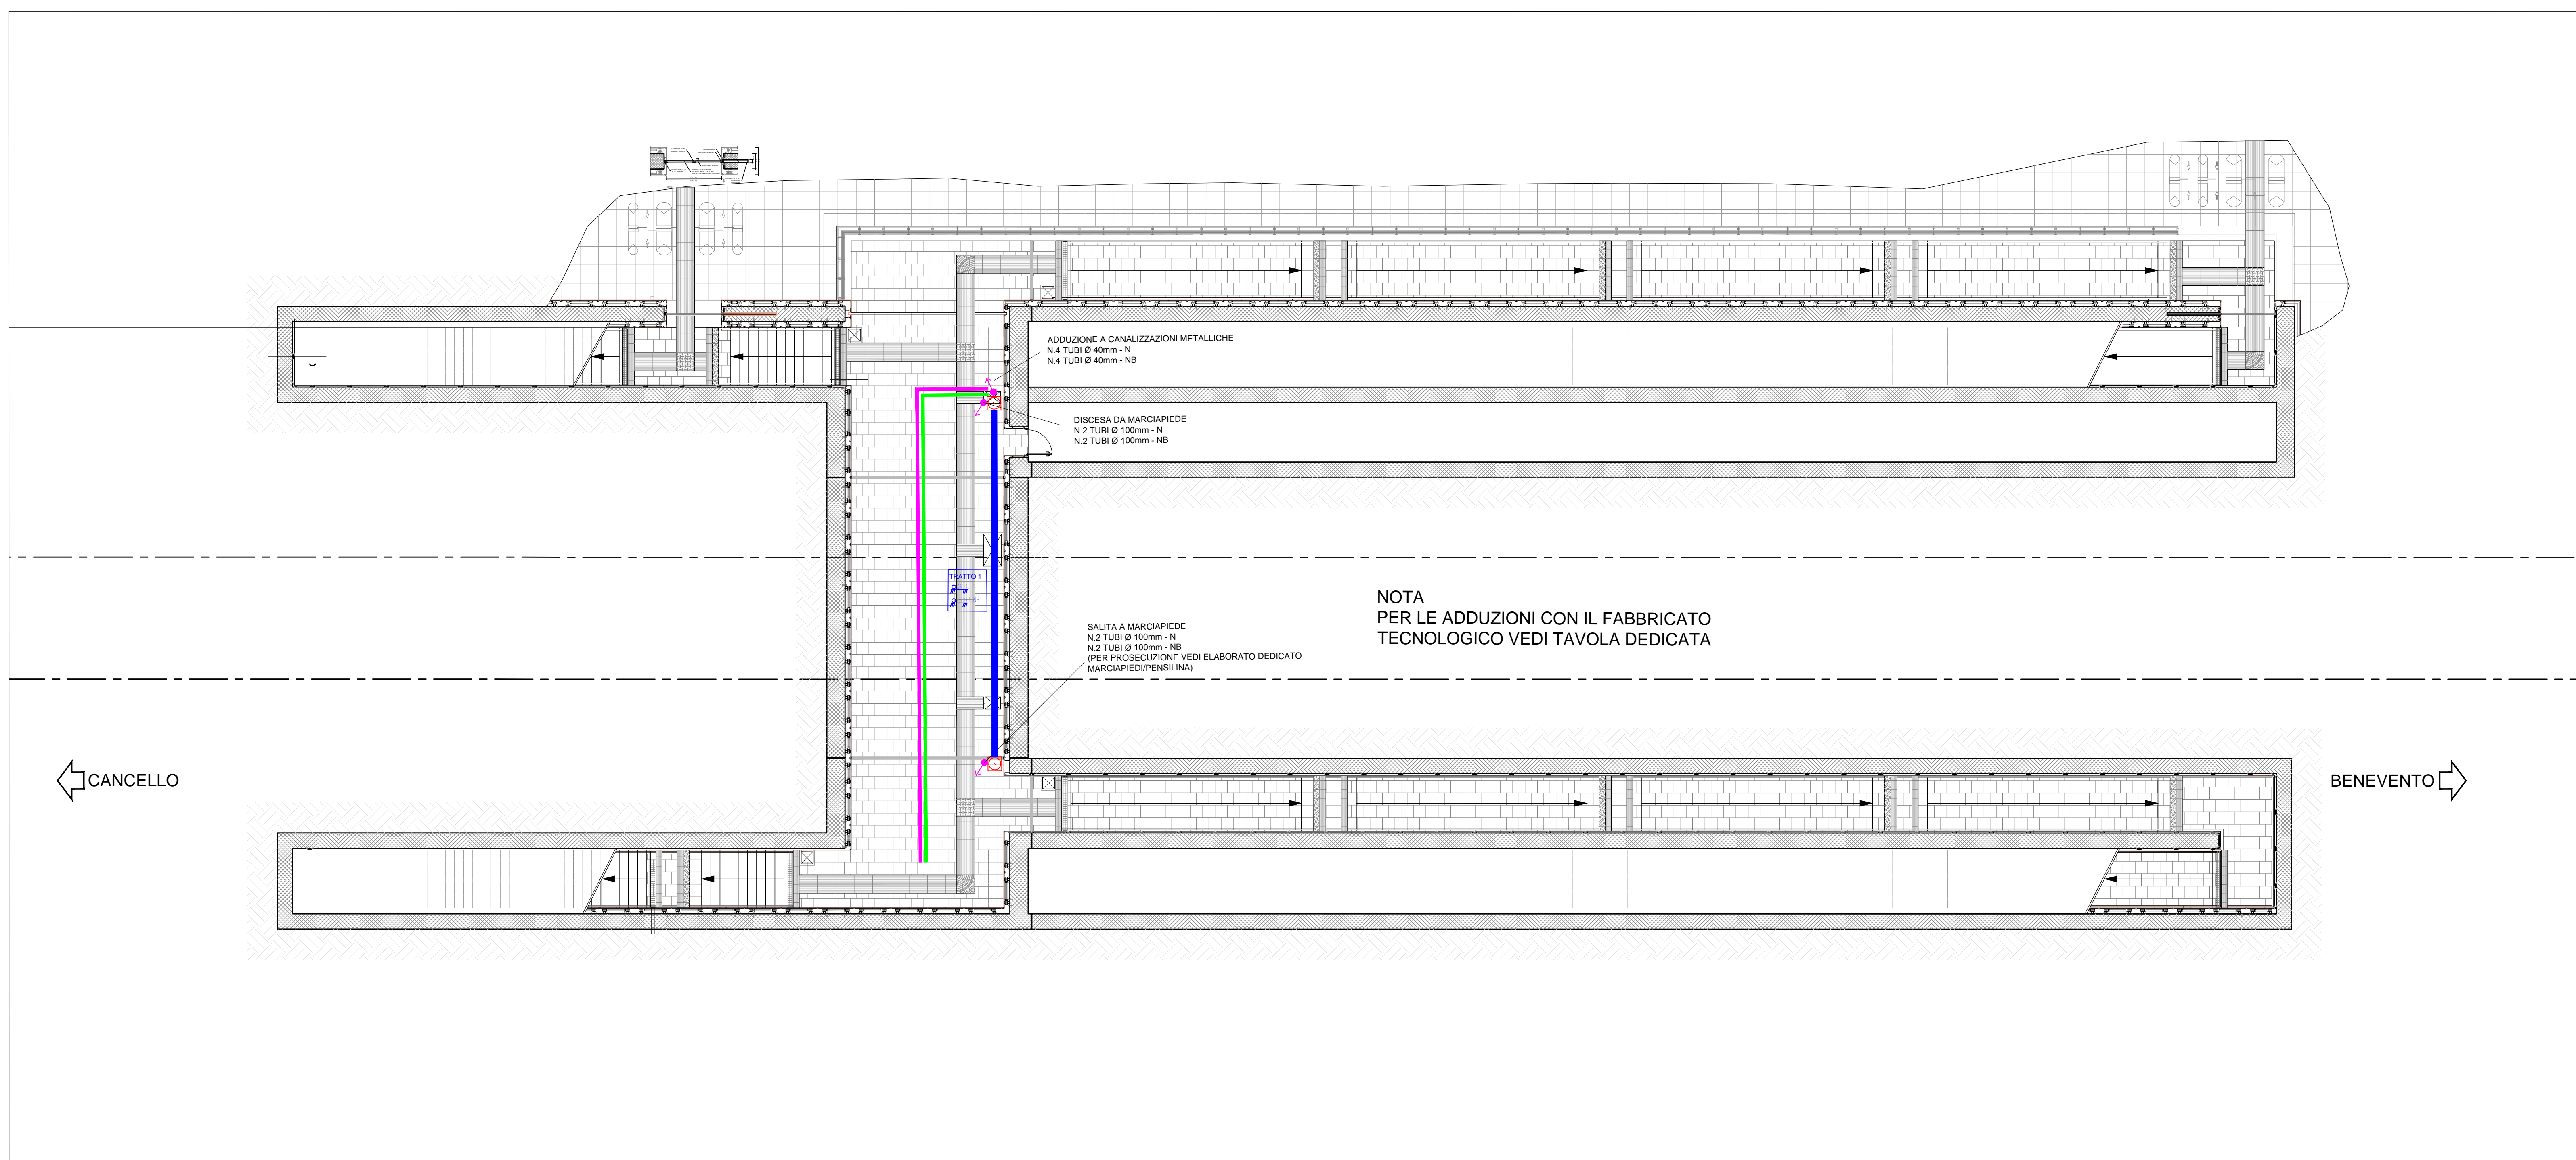 ADDUZIONE A CANALIZZAZIONI METALLICHE
N.4 TUBI Ø 40mm - N
N.4 TUBI Ø 40mm - NB
DISCESA DA MARCIAPIEDE
N.2 TUBI Ø 100mm - N
N.2 TUBI Ø 100mm - NB
TRATTO 1
NOTA
PER LE ADDUZIONI CON IL FABBRICATO
TECNOLOGICO VEDI TAVOLA DEDICATA
SALITA A MARCIAPIEDE
N.2 TUBI Ø 100mm - N
N.2 TUBI Ø 100mm - NB
(PER PROSECUZIONE VEDI ELABORATO DEDICATO
MARCIAPIEDI/PENSILINA)
CANCELLO
BENEVENTO